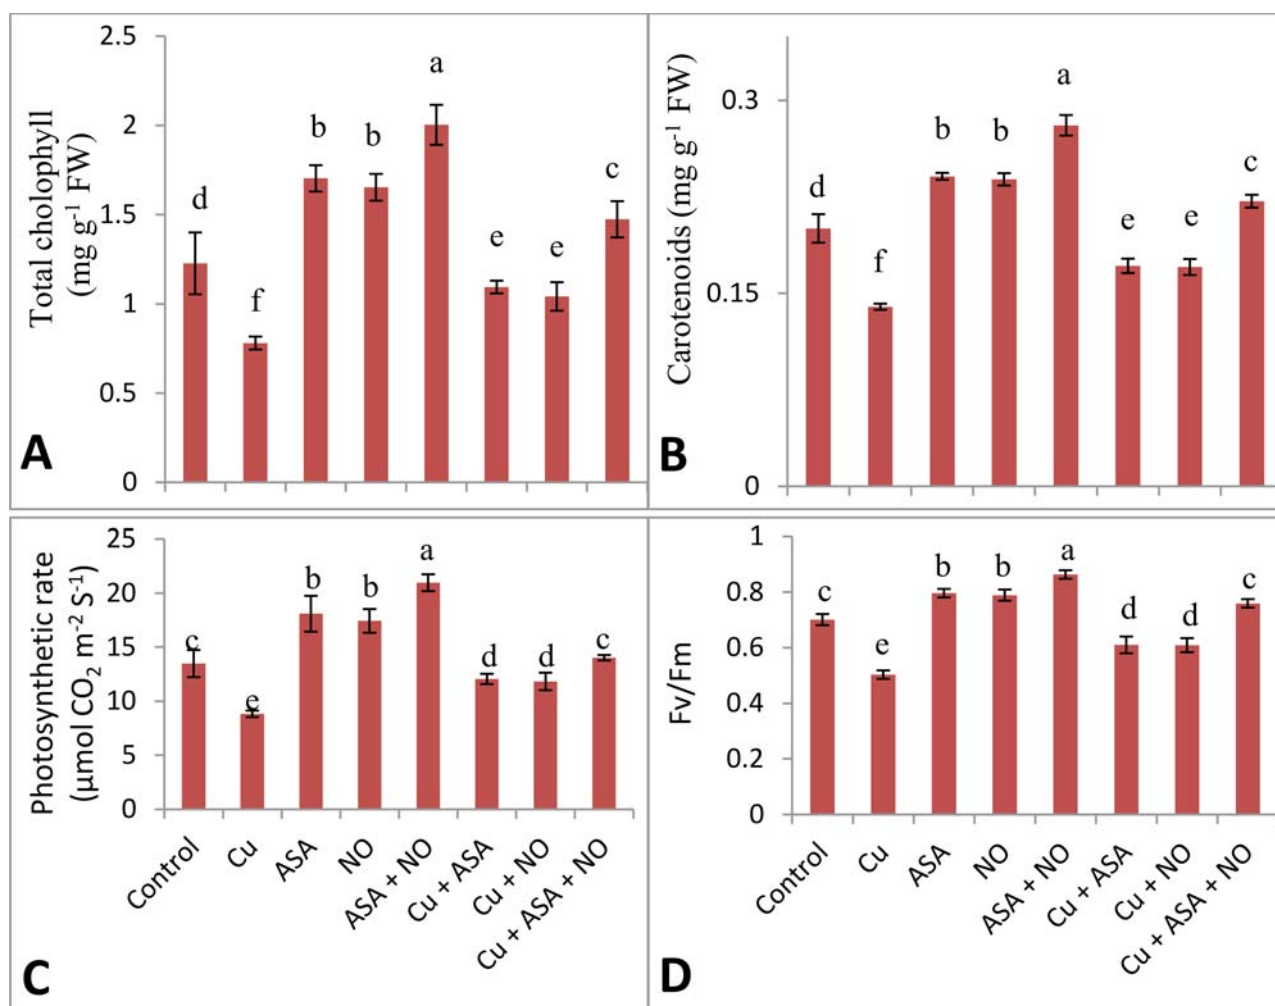 Total cholophyll
(mg g⁻¹ FW)
2.5
2
1.5
1
0.5
0
d
f
b
b
a
e
e
c
A
Carotenoids (mg g⁻¹ FW)
0.3
0.15
0
d
f
b
b
a
e
e
c
B
Photosynthetic rate
(µmol CO₂ m⁻² S⁻¹)
25
20
15
10
5
0
c
e
b
b
a
d
d
c
Control
Cu
ASA
NO
ASA + NO
Cu + ASA
Cu + NO
Cu + ASA + NO
C
Fv/Fm
1
0.8
0.6
0.4
0.2
0
c
e
b
b
a
d
d
c
Control
Cu
ASA
NO
ASA + NO
Cu + ASA
Cu + NO
Cu + ASA + NO
D